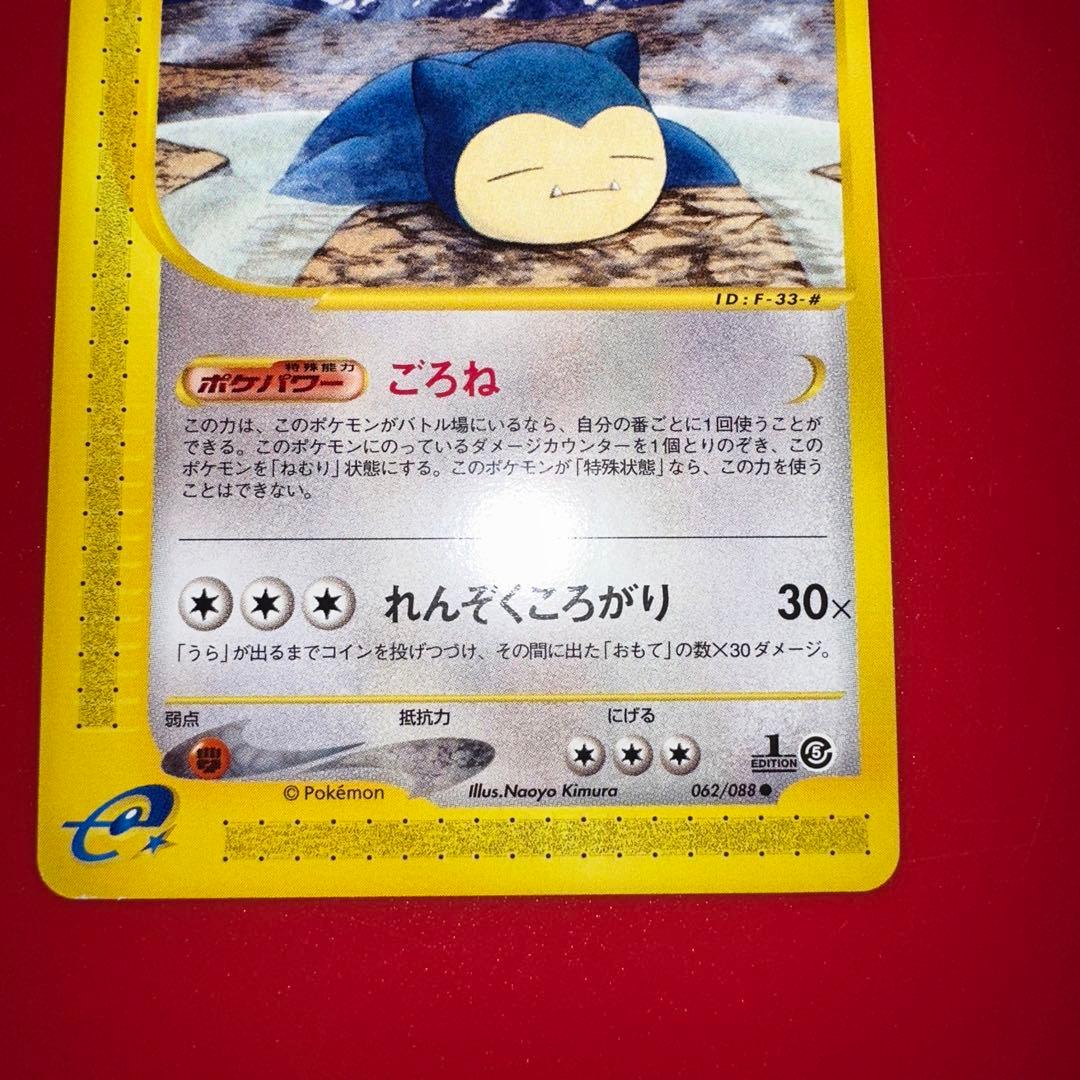 ID:F-33-#
特殊能力
ポケパワー ごろね
この力は、このポケモンがバトル場にいるなら、自分の番ごとに1回使うことが
できる。このポケモンにのっているダメージカウンターを1個とりのぞき、この
ポケモンを「ねむり」状態にする。このポケモンが「特殊状態」なら、この力を使う
ことはできない。
れんぞくころがり 30×
「うら」が出るまでコインを投げつづけ、その間に出た「おもて」の数×30ダメージ。
弱点 抵抗力 にげる
1 EDITION 5
© Pokémon Illus.Naoyo Kimura 062/088 ●
e